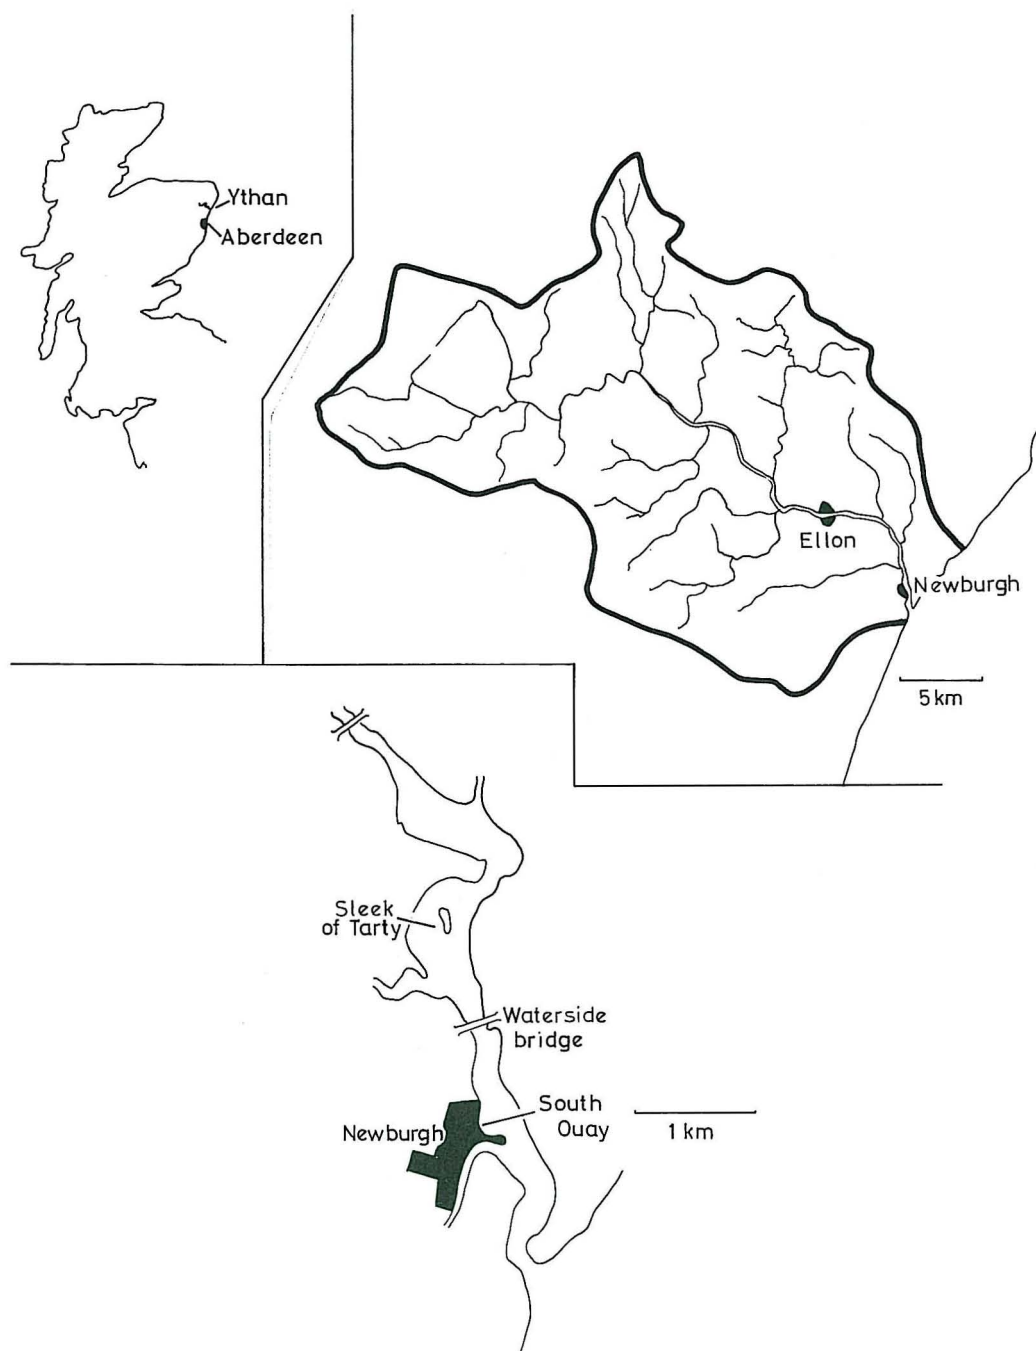 Ythan
Aberdeen
Ellon
Newburgh
5 km
Sleek
of Tarty
Waterside
bridge
South
Quay
Newburgh
1 km